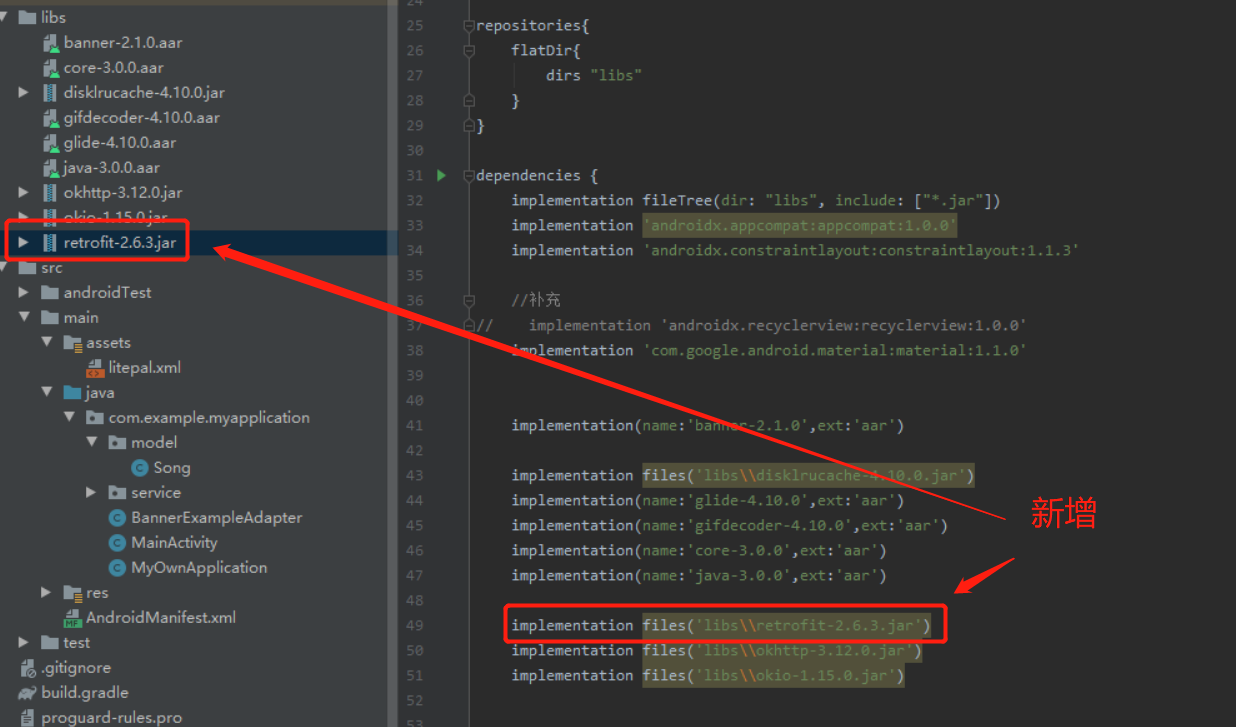 libs
banner-2.1.0.aar
core-3.0.0.aar
disklrucache-4.10.0.jar
gifdecoder-4.10.0.aar
glide-4.10.0.aar
java-3.0.0.aar
okhttp-3.12.0.jar
okio-1.15.0.jar
retrofit-2.6.3.jar
src
androidTest
main
assets
litepal.xml
java
com.example.myapplication
model
Song
service
BannerExampleAdapter
MainActivity
MyOwnApplication
res
AndroidManifest.xml
test
.gitignore
build.gradle
proguard-rules.pro
24
25 repositories{
26 flatDir{
27 dirs "libs"
28 }
29 }
30
31 dependencies {
32 implementation fileTree(dir: "libs", include: ["*.jar"])
33 implementation 'androidx.appcompat:appcompat:1.0.0'
34 implementation 'androidx.constraintlayout:constraintlayout:1.1.3'
35
36 //补充
37 // implementation 'androidx.recyclerview:recyclerview:1.0.0'
38 implementation 'com.google.android.material:material:1.1.0'
39
40
41 implementation(name:'banner-2.1.0',ext:'aar')
42
43 implementation files('libs\\disklrucache-4.10.0.jar')
44 implementation(name:'glide-4.10.0',ext:'aar')
45 implementation(name:'gifdecoder-4.10.0',ext:'aar')
46 implementation(name:'core-3.0.0',ext:'aar')
47 implementation(name:'java-3.0.0',ext:'aar')
48
49 implementation files('libs\\retrofit-2.6.3.jar')
50 implementation files('libs\\okhttp-3.12.0.jar')
51 implementation files('libs\\okio-1.15.0.jar')
52
53
新增